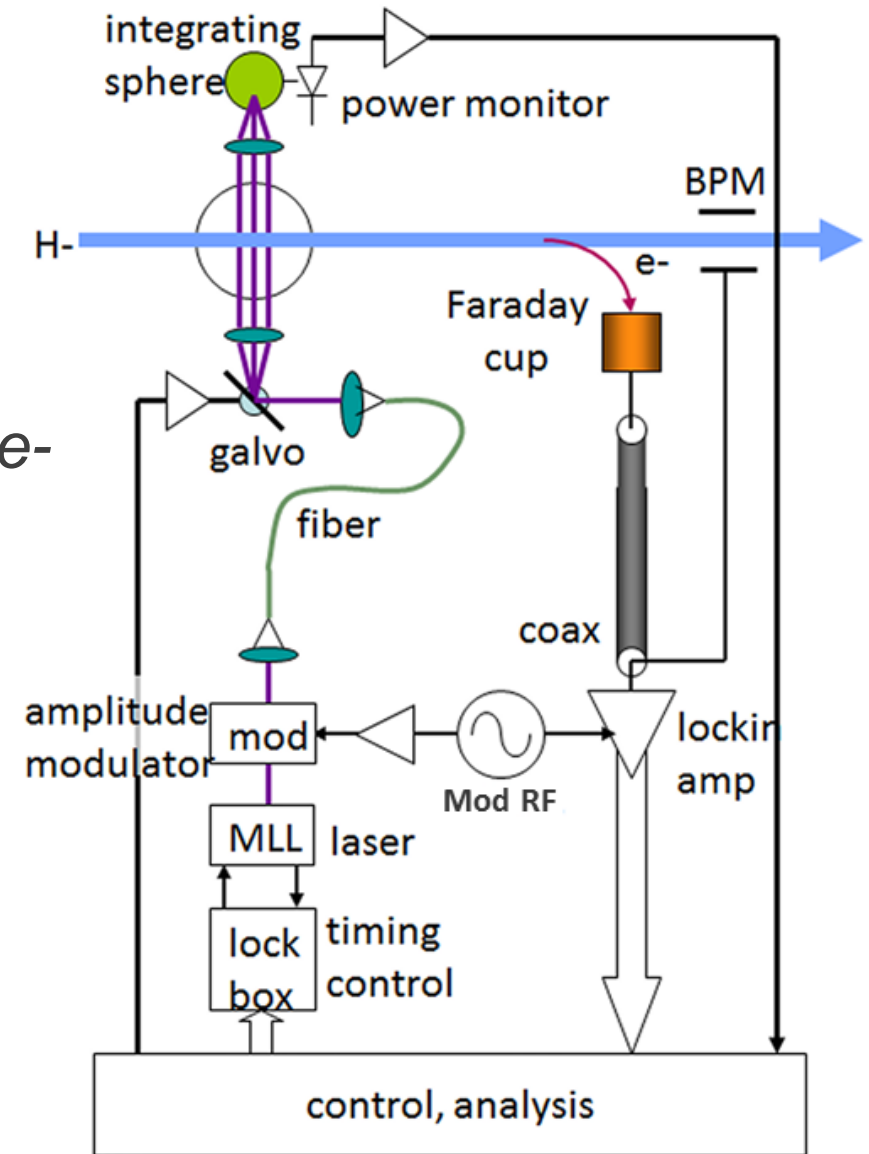 integrating
sphere
power monitor
BPM
H-
e-
Faraday
cup
e-
galvo
fiber
coax
amplitude
modulator
mod
lockin
amp
Mod RF
MLL
laser
lock
box
timing
control
control, analysis